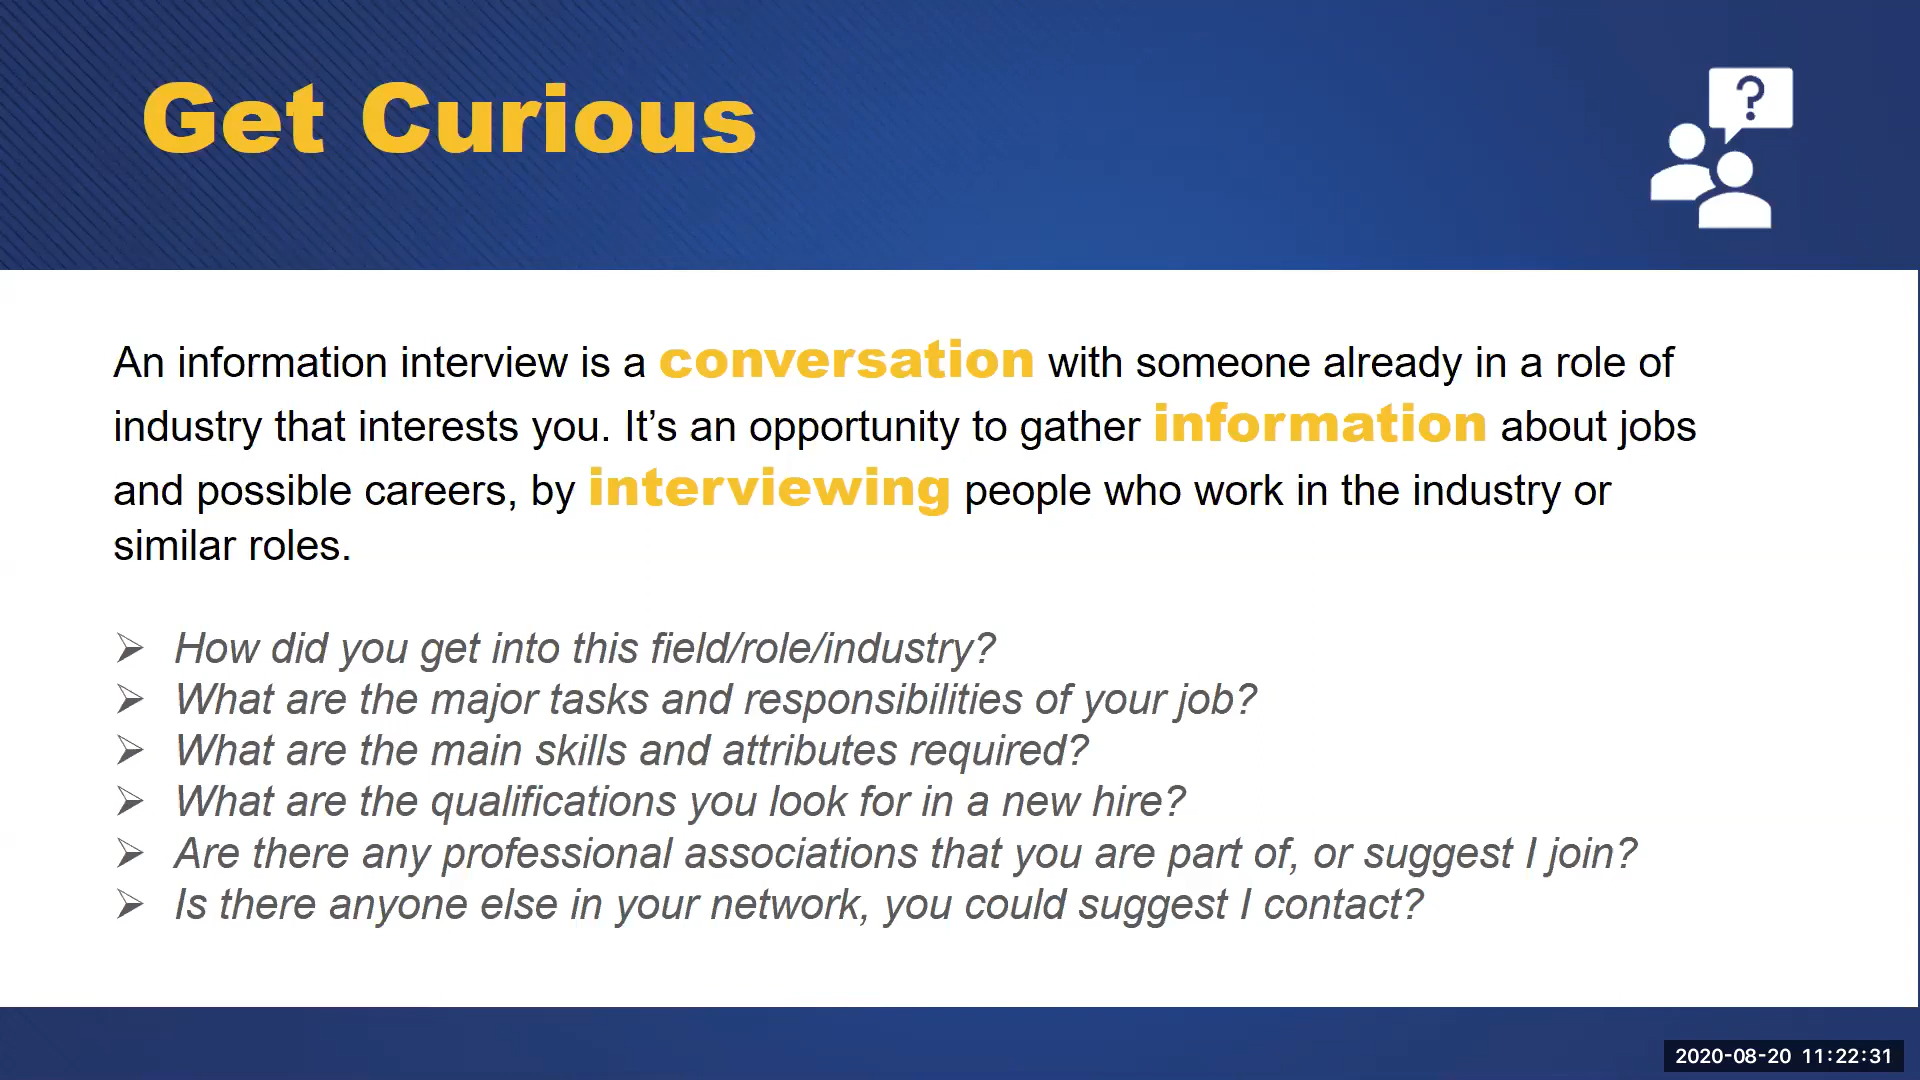 Get Curious
?
An information interview is a conversation with someone already in a role of
industry that interests you. It’s an opportunity to gather information about jobs
and possible careers, by interviewing people who work in the industry or
similar roles.
How did you get into this field/role/industry?
What are the major tasks and responsibilities of your job?
What are the main skills and attributes required?
What are the qualifications you look for in a new hire?
Are there any professional associations that you are part of, or suggest I join?
Is there anyone else in your network, you could suggest I contact?
2020-08-20 11:22:31